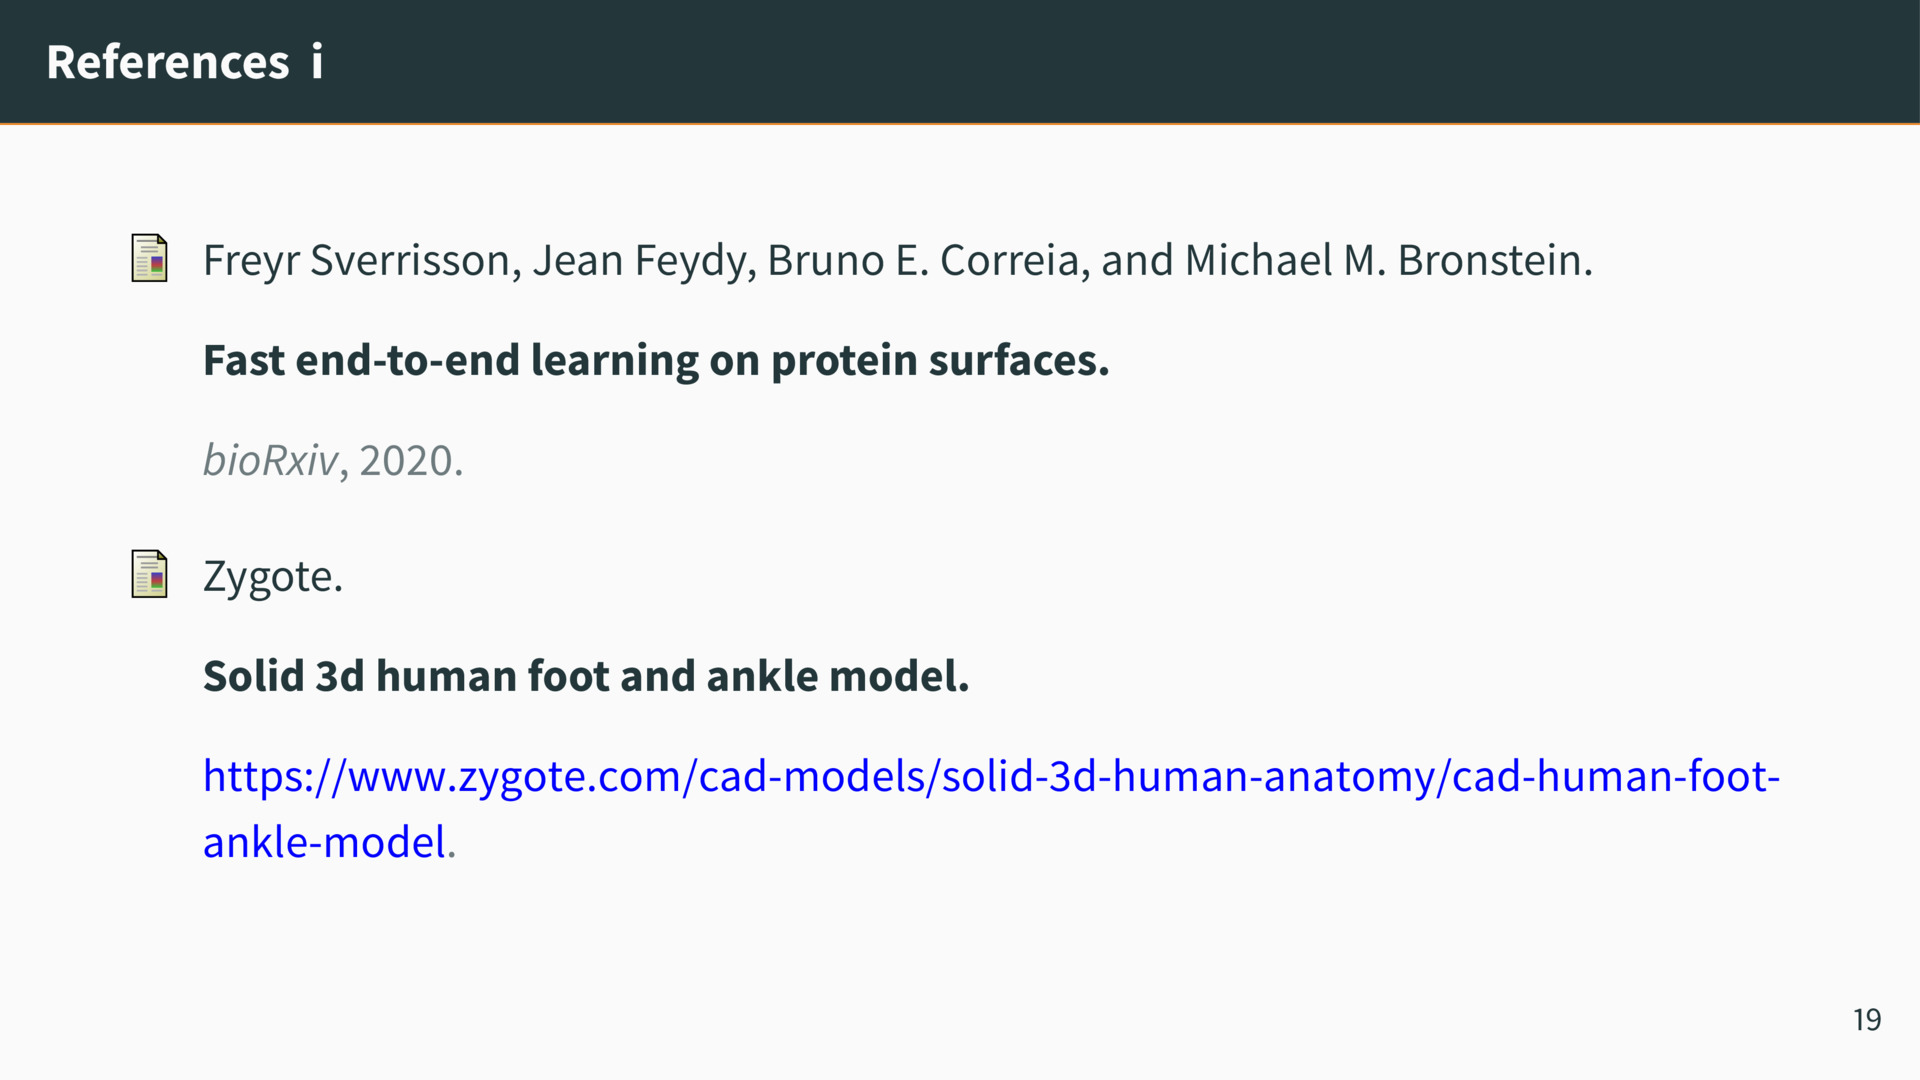 References i
Freyr Sverrisson, Jean Feydy, Bruno E. Correia, and Michael M. Bronstein.
Fast end-to-end learning on protein surfaces.
bioRxiv, 2020.
Zygote.
Solid 3d human foot and ankle model.
https://www.zygote.com/cad-models/solid-3d-human-anatomy/cad-human-foot-
ankle-model.
19